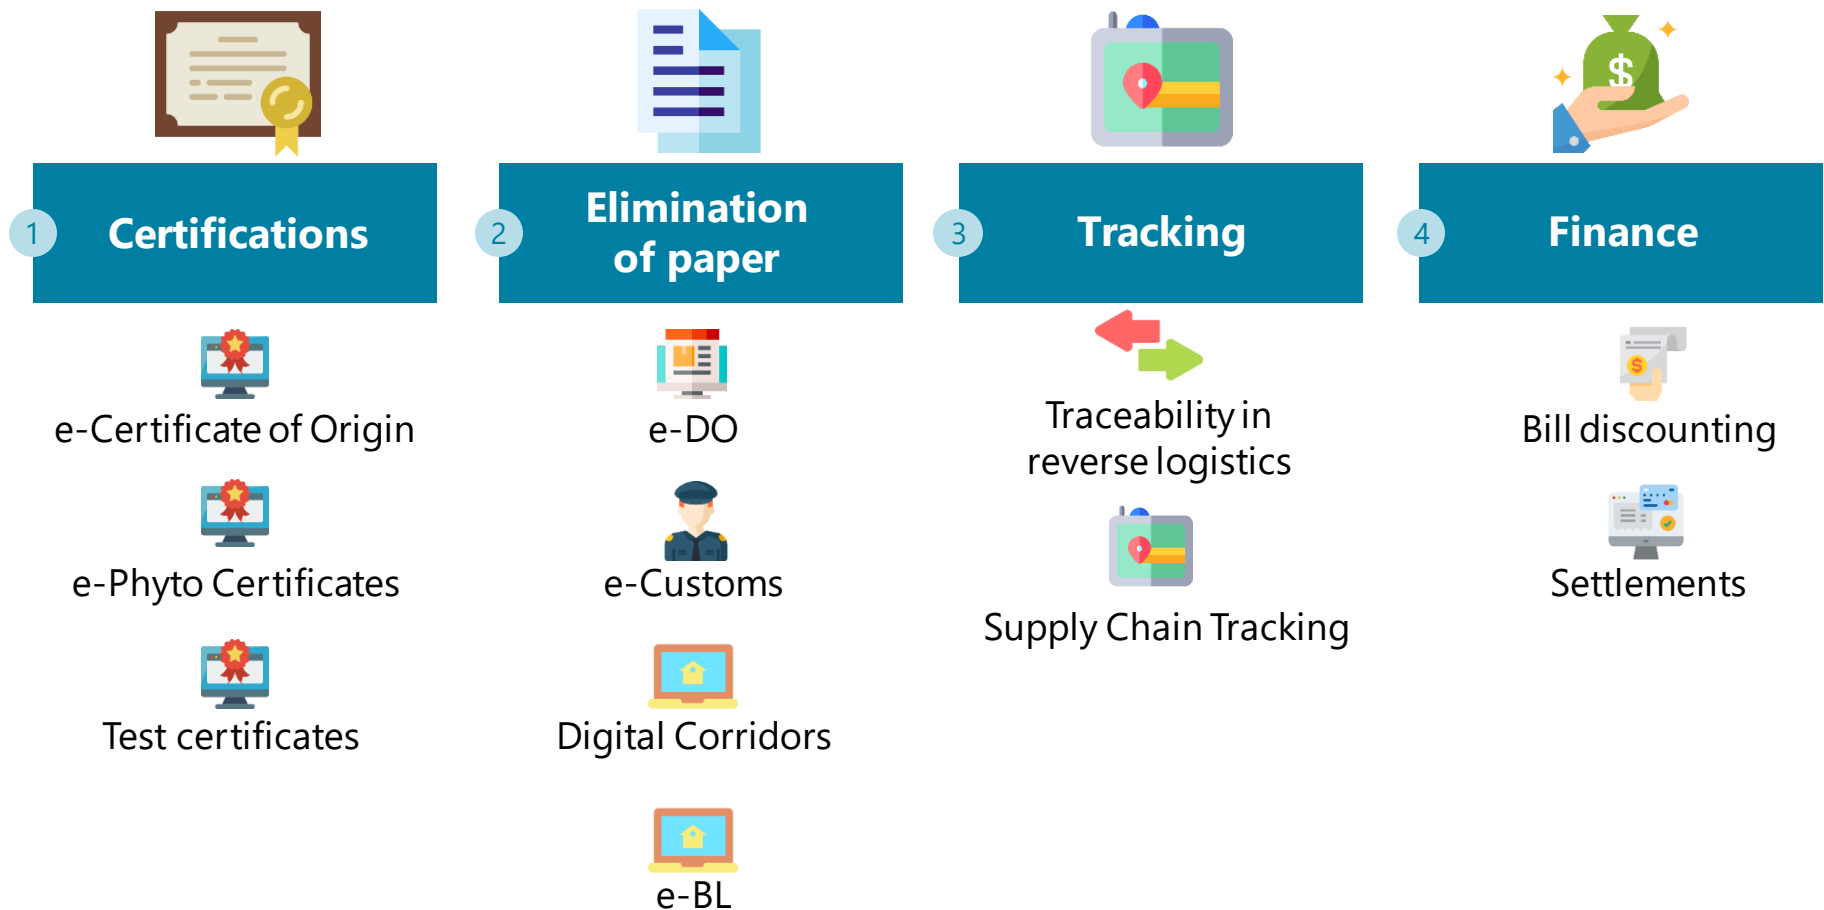 1
Certifications
e-Certificate of Origin
e-Phyto Certificates
Test certificates
2
Elimination
of paper
e-DO
e-Customs
Digital Corridors
e-BL
3
Tracking
Traceability in
reverse logistics
Supply Chain Tracking
$
4
Finance
$
Bill discounting
Settlements